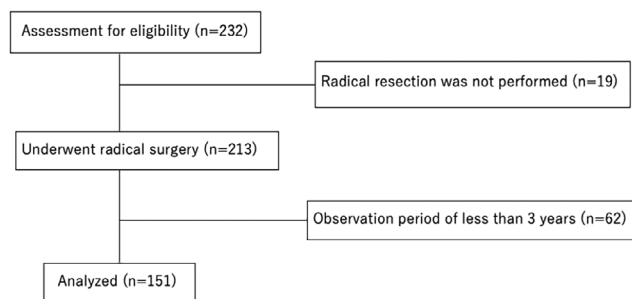 Assessment for eligibility (n=232)
Radical resection was not performed (n=19)
Underwent radical surgery (n=213)
Observation period of less than 3 years (n=62)
Analyzed (n=151)